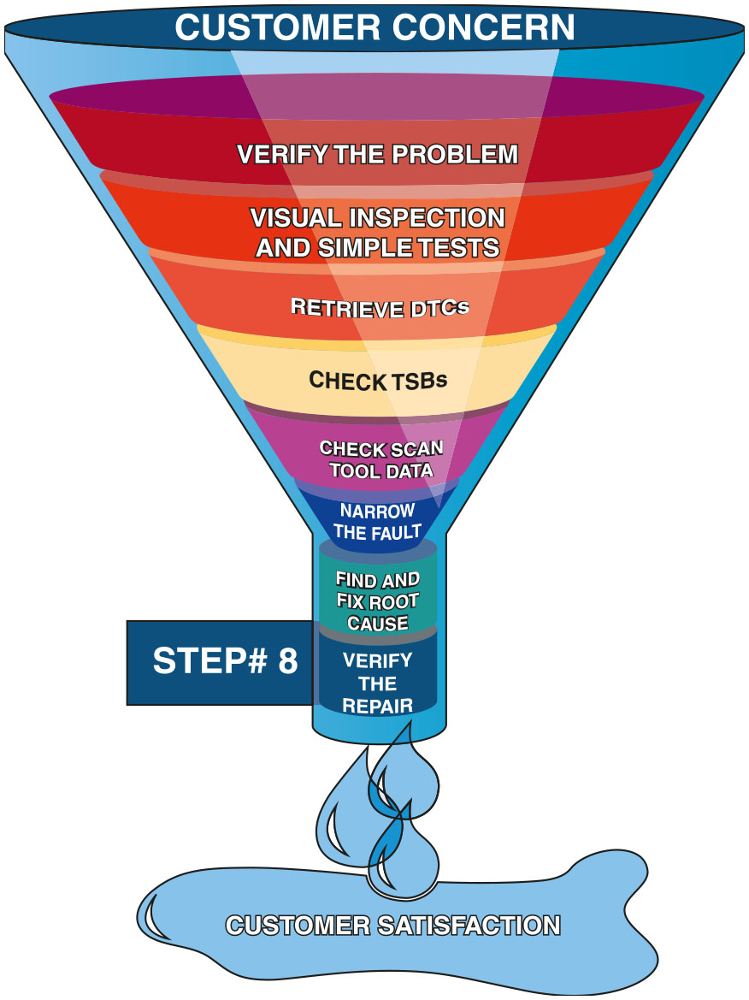 CUSTOMER CONCERN
VERIFY THE PROBLEM
VISUAL INSPECTION
AND SIMPLE TESTS
RETRIEVE DTCs
CHECK TSBs
CHECK SCAN
TOOL DATA
NARROW
THE FAULT
FIND AND
FIX ROOT
CAUSE
STEP# 8
VERIFY
THE
REPAIR
CUSTOMER SATISFACTION